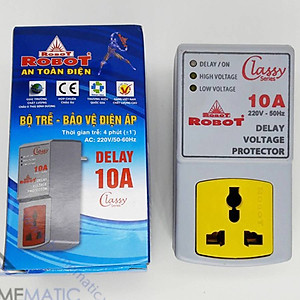 ROBOT
AN TOÀN ĐIỆN
BỘ TRỄ - BẢO VỆ ĐIỆN ÁP
Thời gian trễ: 4 phút (±1')
AC: 220V/50-60Hz
DELAY
10A
Classy
Series
Classy
Series
DELAY / ON
HIGH VOLTAGE
LOW VOLTAGE
10A
220V - 50Hz
ROBOT
DELAY
VOLTAGE
PROTECTOR